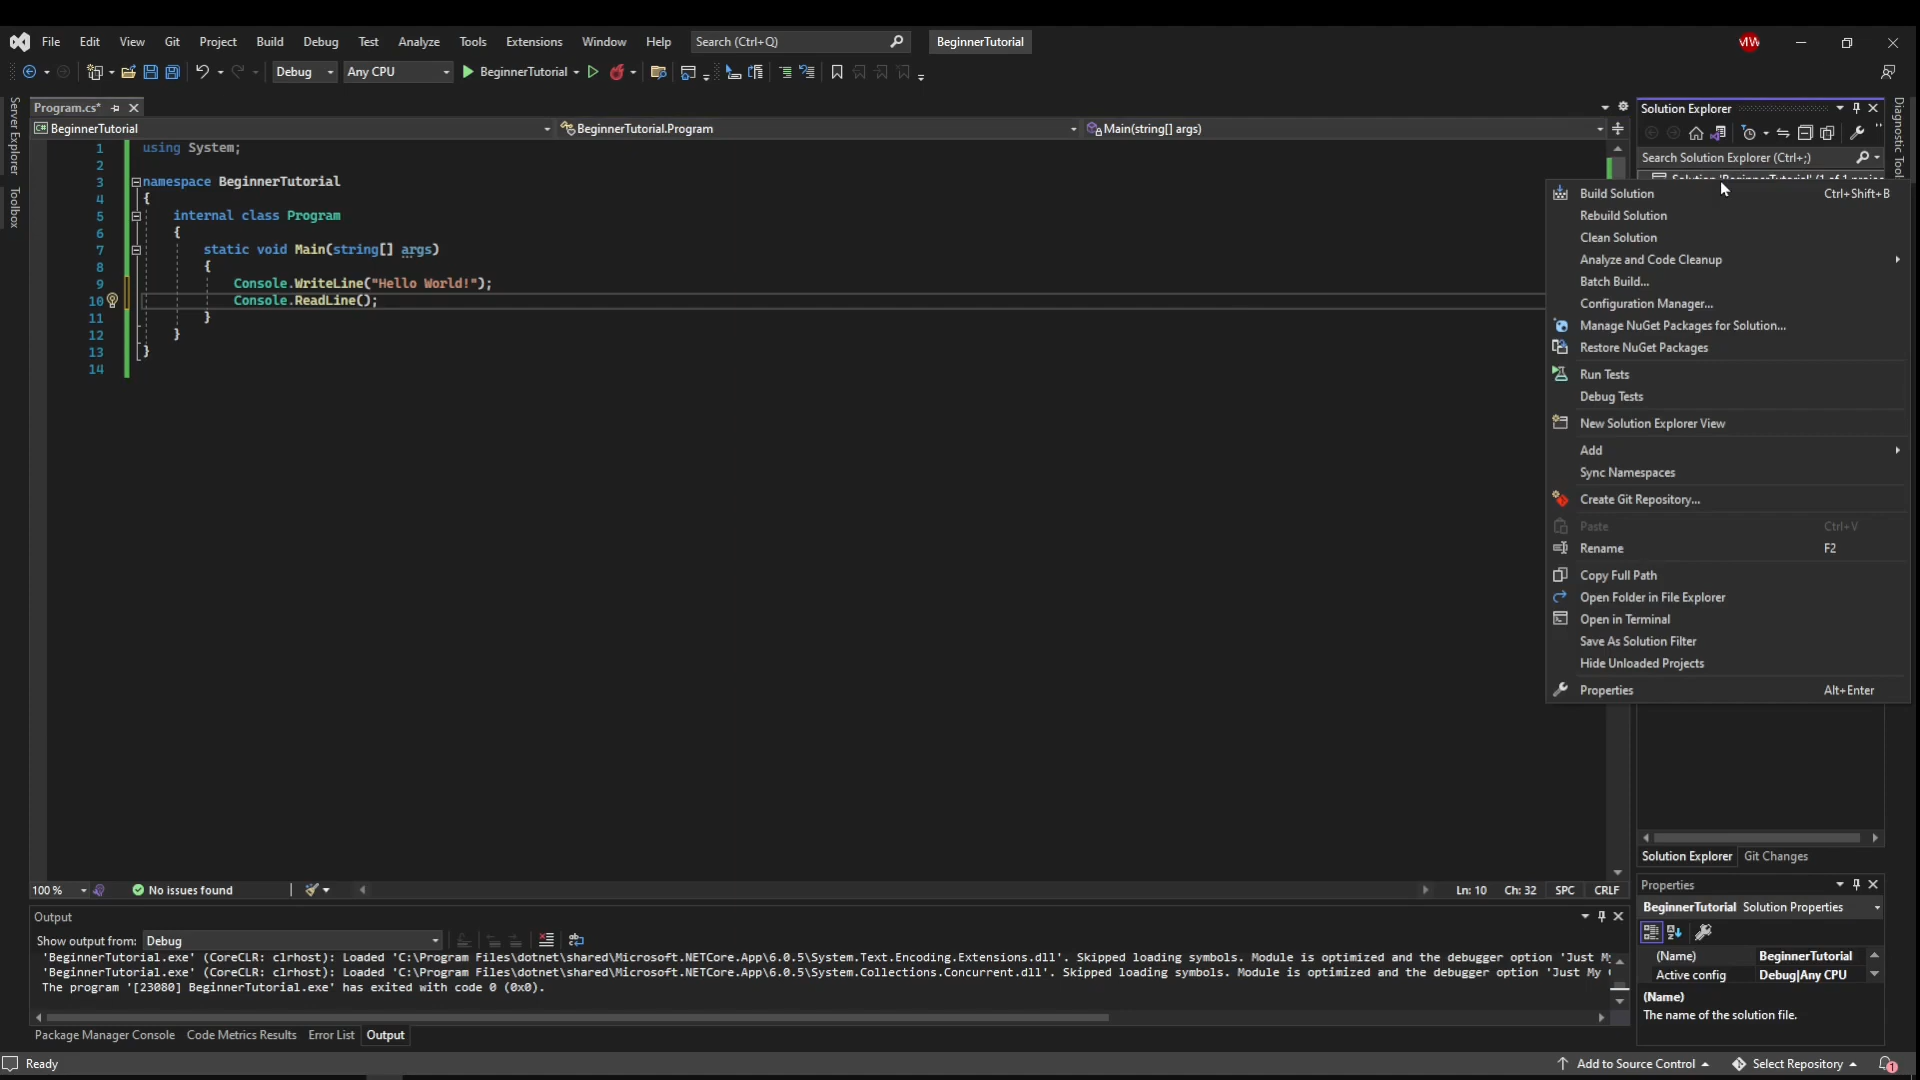 File Edit View Git Project Build Debug Test Analyze Tools Extensions Window Help Search (Ctrl+Q) BeginnerTutorial MW
Debug Any CPU BeginnerTutorial
Server Explorer
Toolbox
Program.cs*
BeginnerTutorial BeginnerTutorial.Program Main(string[] args)
1 using System;
2
3 namespace BeginnerTutorial
4 {
5 internal class Program
6 {
7 static void Main(string[] args)
8 {
9 Console.WriteLine("Hello World!");
10 Console.ReadLine();
11 }
12 }
13 }
14
100 % No issues found Ln: 10 Ch: 32 SPC CRLF
Solution Explorer
Search Solution Explorer (Ctrl+;)
Solution 'BeginnerTutorial' (1 of 1
Diagnostic
Build Solution Ctrl+Shift+B
Rebuild Solution
Clean Solution
Analyze and Code Cleanup
Batch Build...
Configuration Manager...
Manage NuGet Packages for Solution...
Restore NuGet Packages
Run Tests
Debug Tests
New Solution Explorer View
Add
Sync Namespaces
Create Git Repository...
Paste Ctrl+V
Rename F2
Copy Full Path
Open Folder in File Explorer
Open in Terminal
Save As Solution Filter
Hide Unloaded Projects
Properties Alt+Enter
Solution Explorer Git Changes
Properties
BeginnerTutorial Solution Properties
(Name) BeginnerTutorial
Active config Debug|Any CPU
(Name)
The name of the solution file.
Output
Show output from: Debug
'BeginnerTutorial.exe' (CoreCLR: clrhost): Loaded 'C:\Program Files\dotnet\shared\Microsoft.NETCore.App\6.0.5\System.Text.Encoding.Extensions.dll'. Skipped loading symbols. Module is optimized and the debugger option 'Just
'BeginnerTutorial.exe' (CoreCLR: clrhost): Loaded 'C:\Program Files\dotnet\shared\Microsoft.NETCore.App\6.0.5\System.Collections.Concurrent.dll'. Skipped loading symbols. Module is optimized and the debugger option 'Just My
The program '[23080] BeginnerTutorial.exe' has exited with code 0 (0x0).
Package Manager Console Code Metrics Results Error List Output
Ready Add to Source Control Select Repository 1